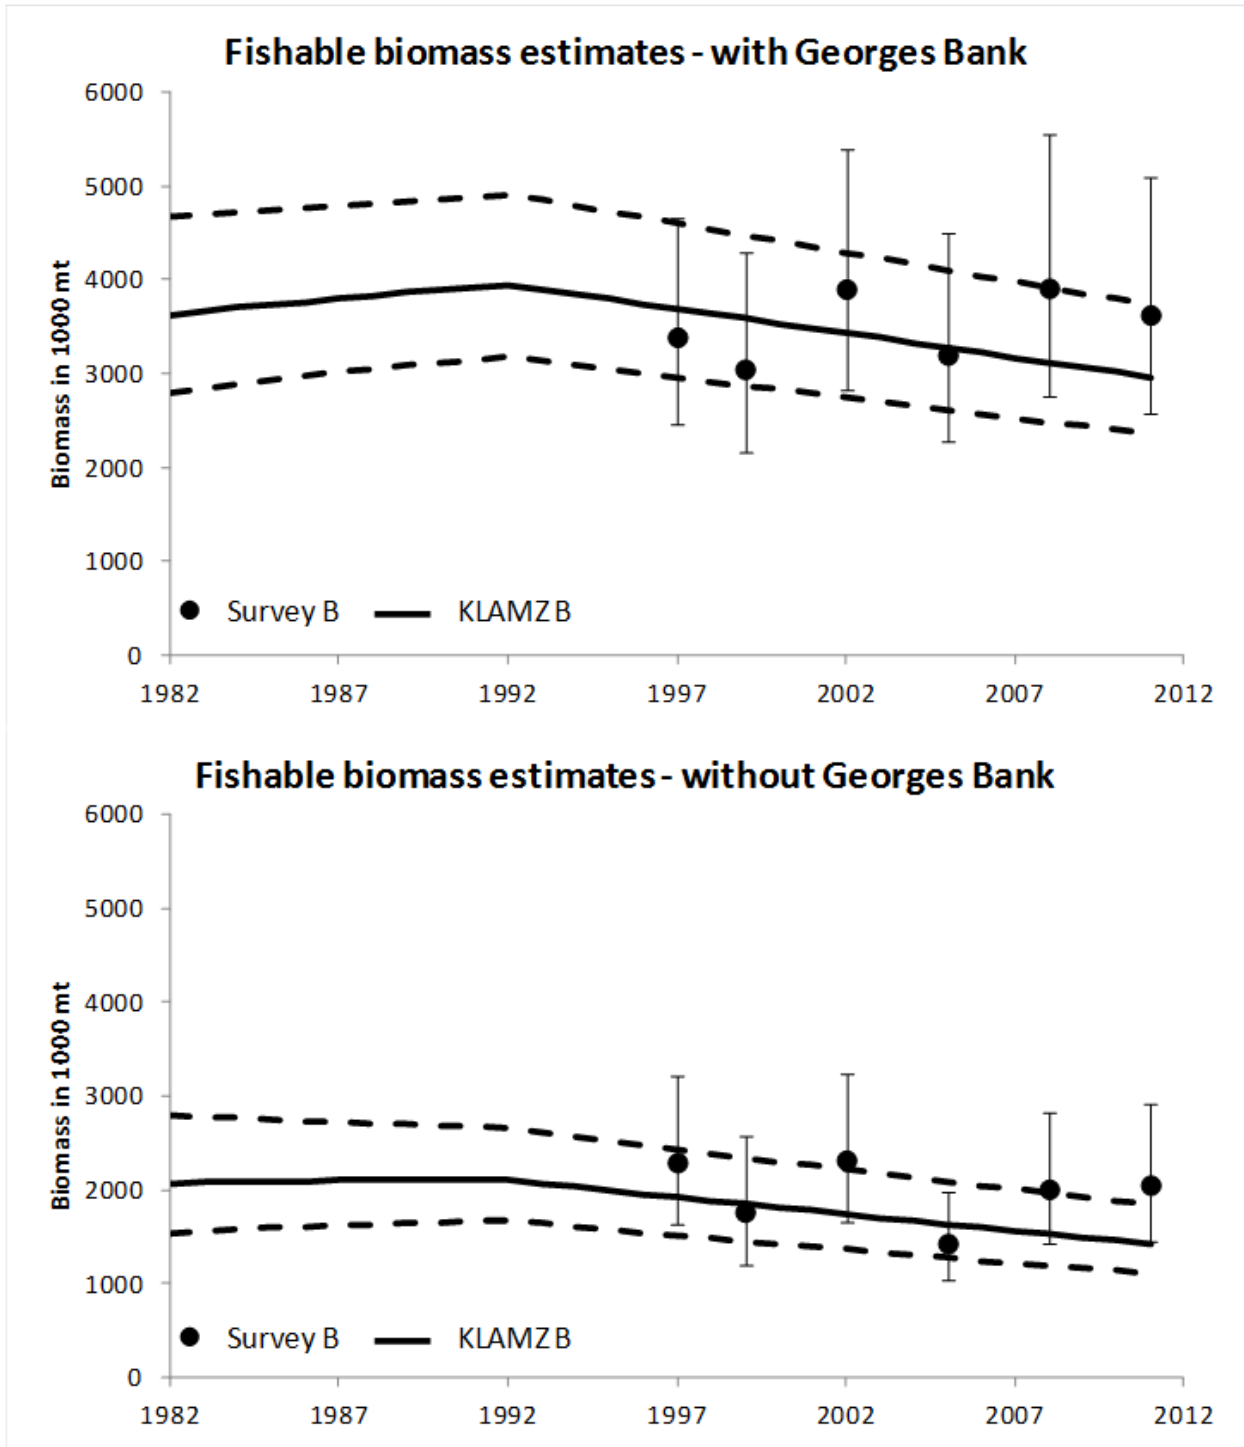 Fishable biomass estimates - with Georges Bank
6000
5000
4000
3000
2000
1000
0
Biomass in 1000 mt
Survey B KLAMZ B
1982 1987 1992 1997 2002 2007 2012
Fishable biomass estimates - without Georges Bank
6000
5000
4000
3000
2000
1000
0
Biomass in 1000 mt
Survey B KLAMZ B
1982 1987 1992 1997 2002 2007 2012